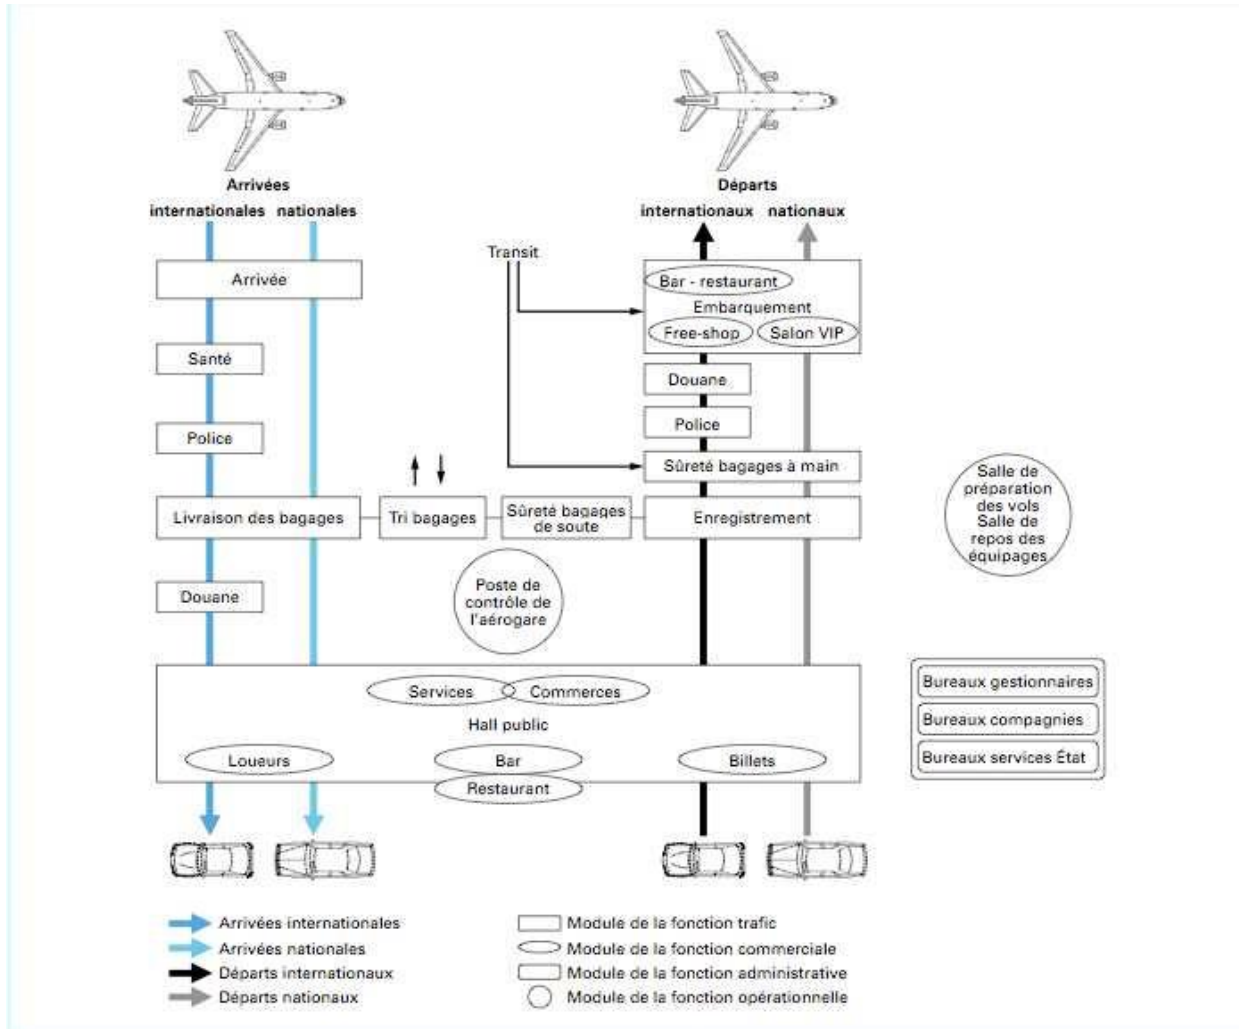 Arrivées
Départs
internationales nationales
internationaux nationaux
Transit
Arrivée
Bar - restaurant
Embarquement
Free-shop
Salon VIP
Santé
Douane
Police
Police
Sûreté bagages à main
Livraison des bagages
Tri bagages
Sûreté bagages
de soute
Enregistrement
Salle de
préparation
des vols
Salle de
repos des
équipages
Douane
Poste de
contrôle de
l'aérogare
Services
Commerces
Hall public
Loueurs
Bar
Restaurant
Billets
Bureaux gestionnaires
Bureaux compagnies
Bureaux services État
Arrivées internationales
Arrivées nationales
Départs internationaux
Départs nationaux
Module de la fonction trafic
Module de la fonction commerciale
Module de la fonction administrative
Module de la fonction opérationnelle